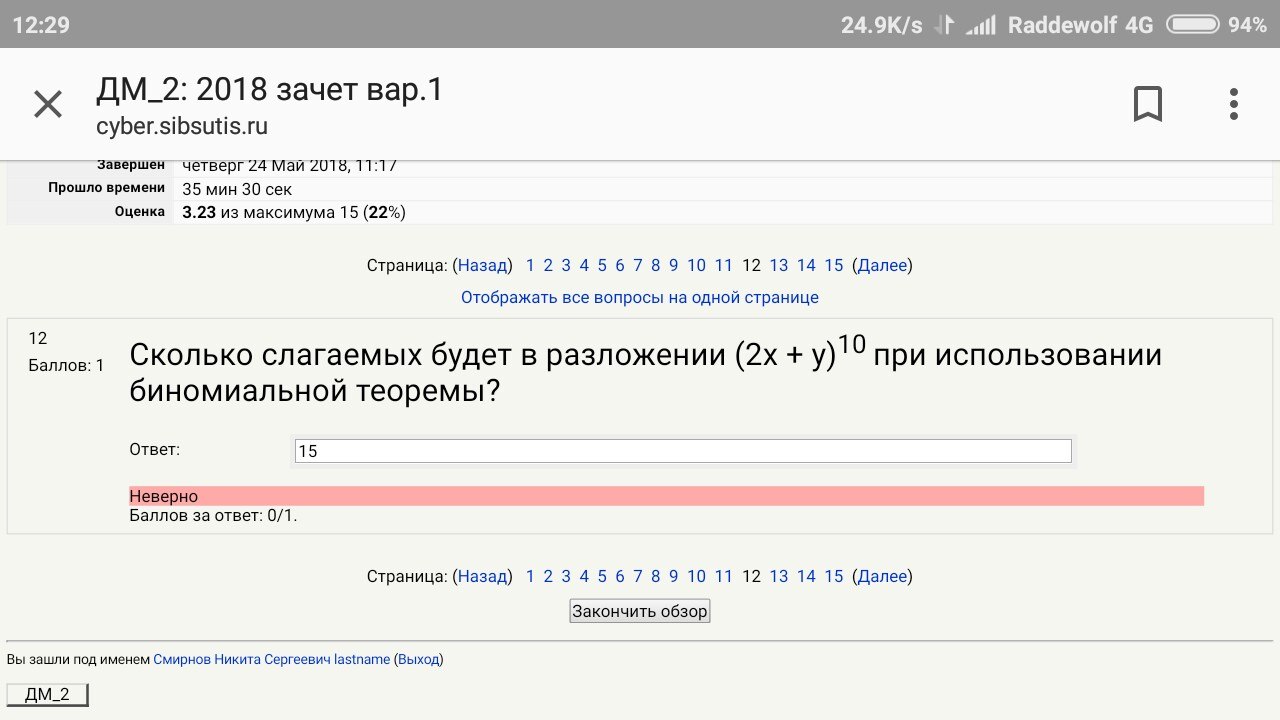 12:29
24.9K/s Raddewolf 4G 94%
ДМ_2: 2018 зачет вар.1
cyber.sibsutis.ru
Завершен четверг 24 Май 2018, 11:17
Прошло времени 35 мин 30 сек
Оценка 3.23 из максимума 15 (22%)
Страница: (Назад) 1 2 3 4 5 6 7 8 9 10 11 12 13 14 15 (Далее)
Отображать все вопросы на одной странице
12
Баллов: 1
Сколько слагаемых будет в разложении (2x + y)^10 при использовании
биномиальной теоремы?
Ответ: 15
Неверно
Баллов за ответ: 0/1.
Страница: (Назад) 1 2 3 4 5 6 7 8 9 10 11 12 13 14 15 (Далее)
Закончить обзор
Вы зашли под именем Смирнов Никита Сергеевич lastname (Выход)
ДМ_2